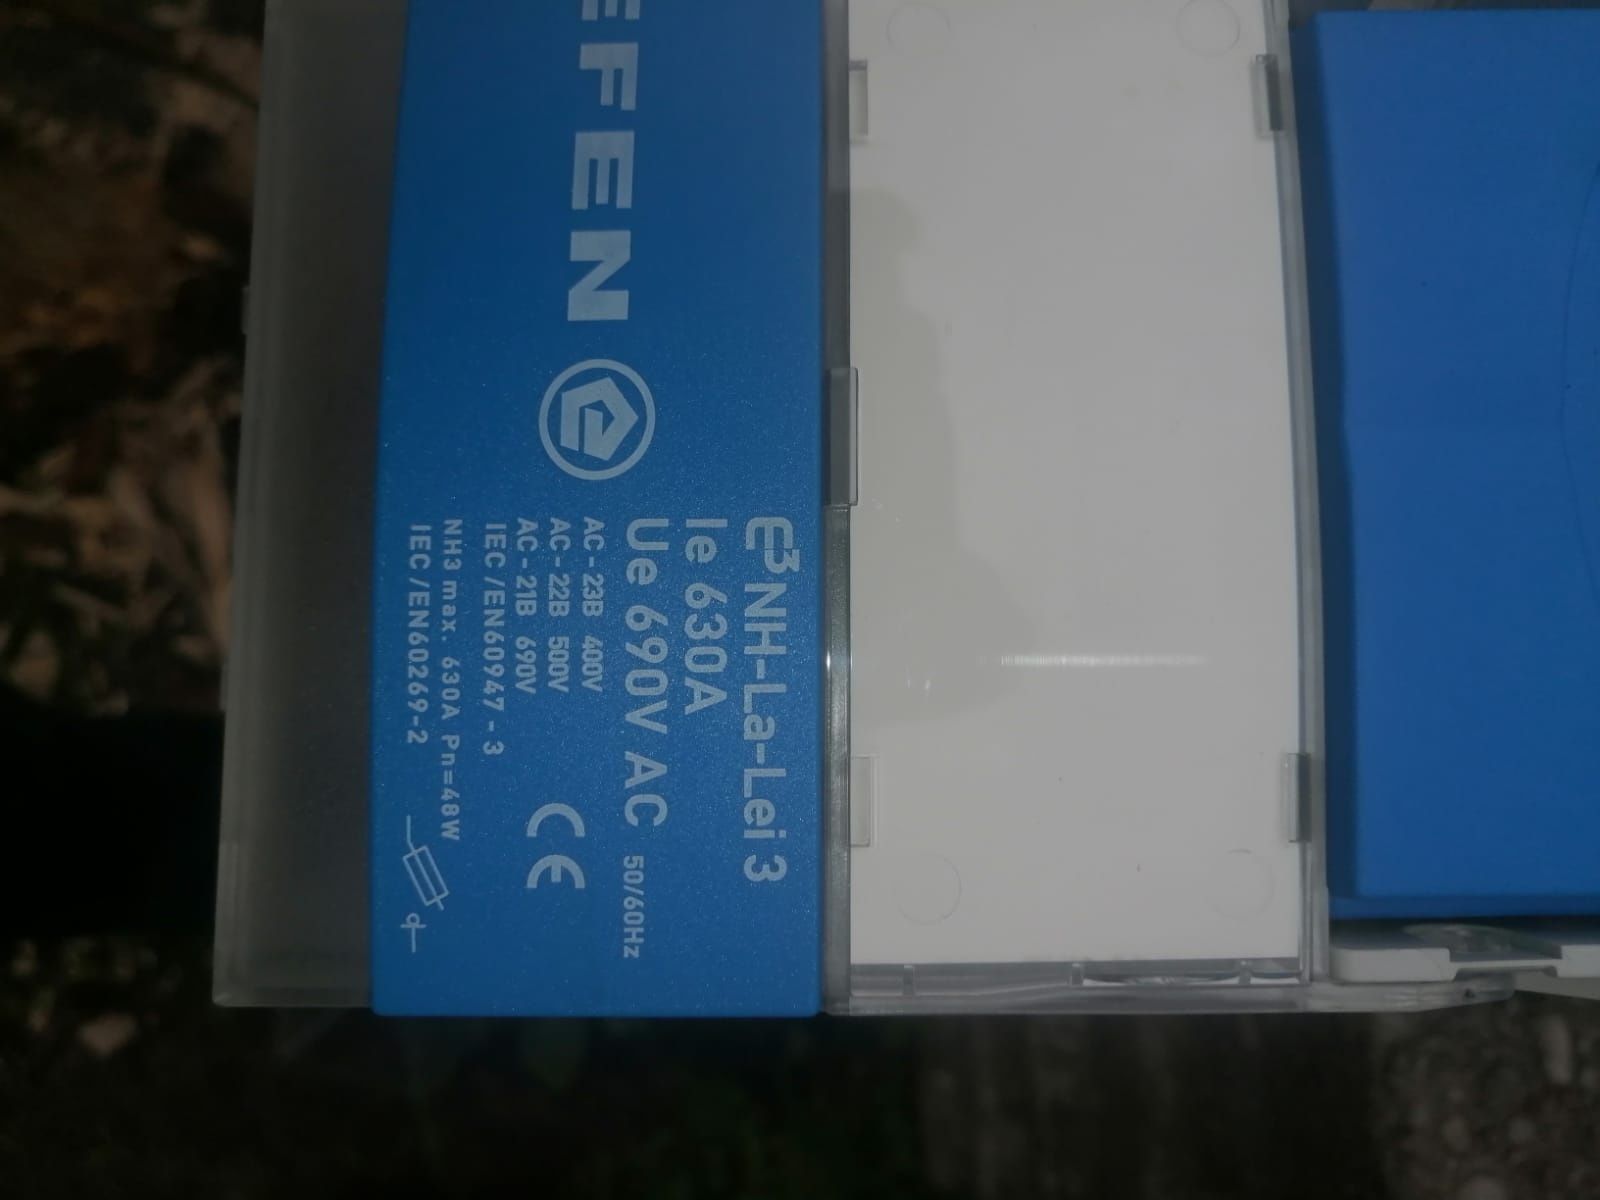 EFEN
E³ NH-La-Lei 3
Ie 630A
Ue 690V AC 50/60Hz
AC-23B 400V
AC-22B 500V
AC-21B 690V
CE
IEC/EN60947-3
NH3 max. 630A Pn=48W
IEC/EN60269-2